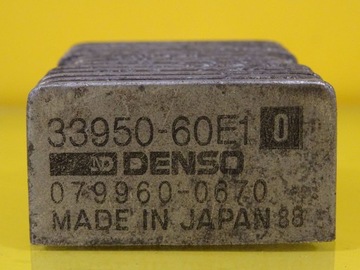 33950-60E1 0
ND DENSO
079960-0670
MADE IN JAPAN 88